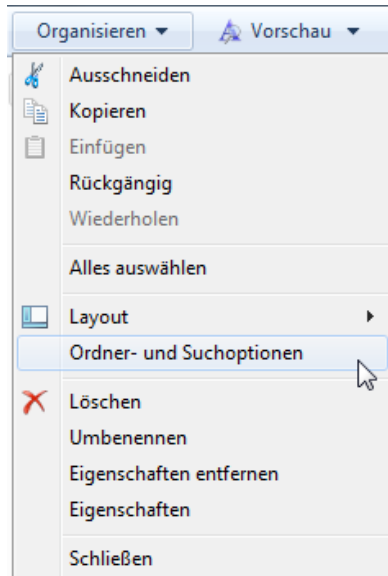 Organisieren Vorschau
Ausschneiden
Kopieren
Einfügen
Rückgängig
Wiederholen
Alles auswählen
Layout
Ordner- und Suchoptionen
Löschen
Umbenennen
Eigenschaften entfernen
Eigenschaften
Schließen